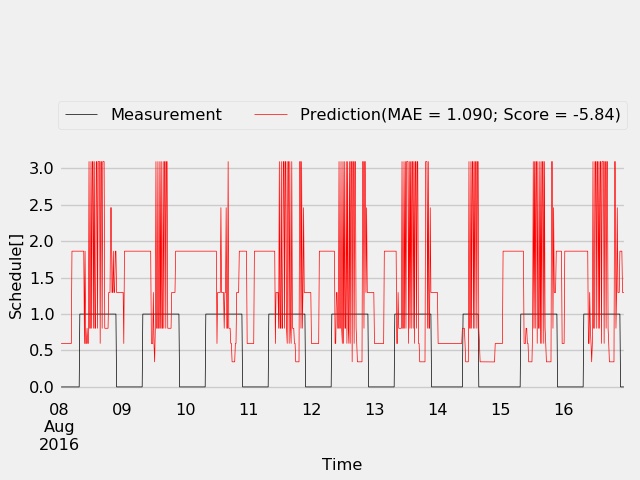 Measurement
Prediction(MAE = 1.090; Score = -5.84)
3.0
2.5
2.0
1.5
1.0
0.5
0.0
Schedule[]
08 09 10 11 12 13 14 15 16
Aug
2016
Time